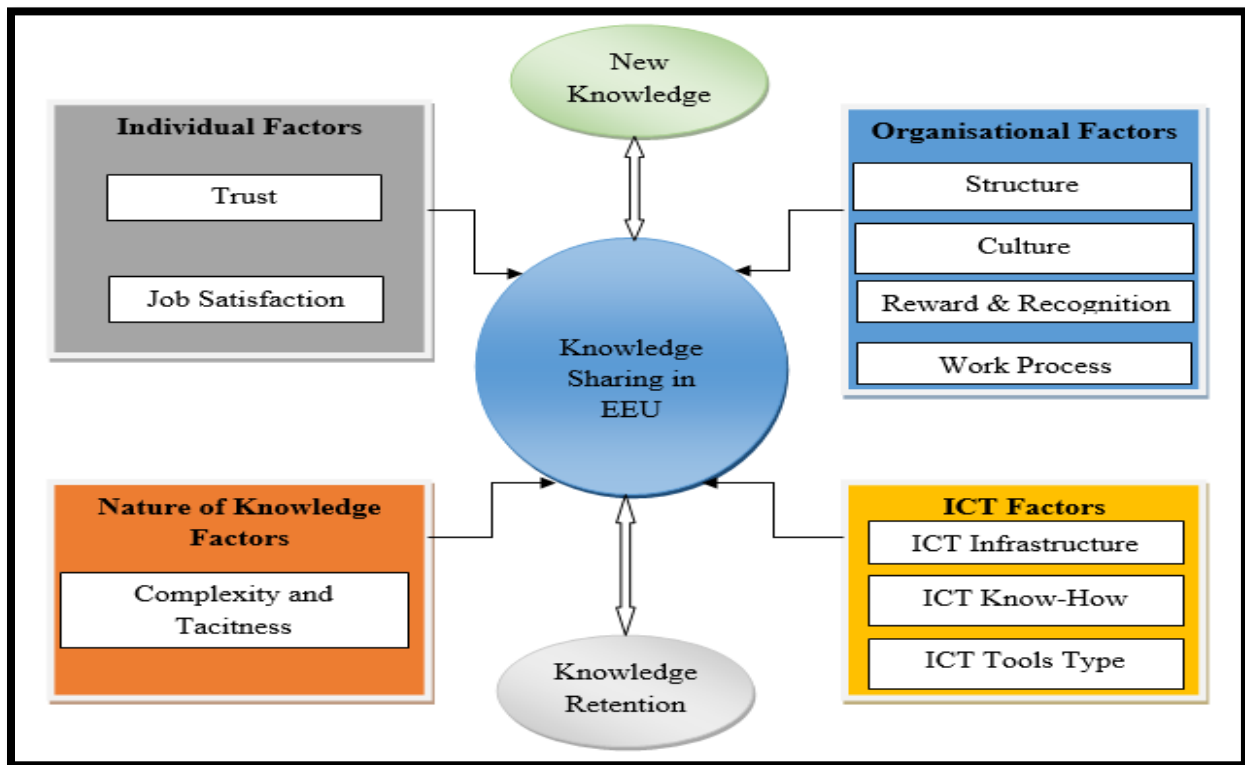 New
Knowledge
Individual Factors
Trust
Job Satisfaction
Organisational Factors
Structure
Culture
Reward & Recognition
Work Process
Knowledge
Sharing in
EEU
Nature of Knowledge
Factors
Complexity and
Tacitness
ICT Factors
ICT Infrastructure
ICT Know-How
ICT Tools Type
Knowledge
Retention